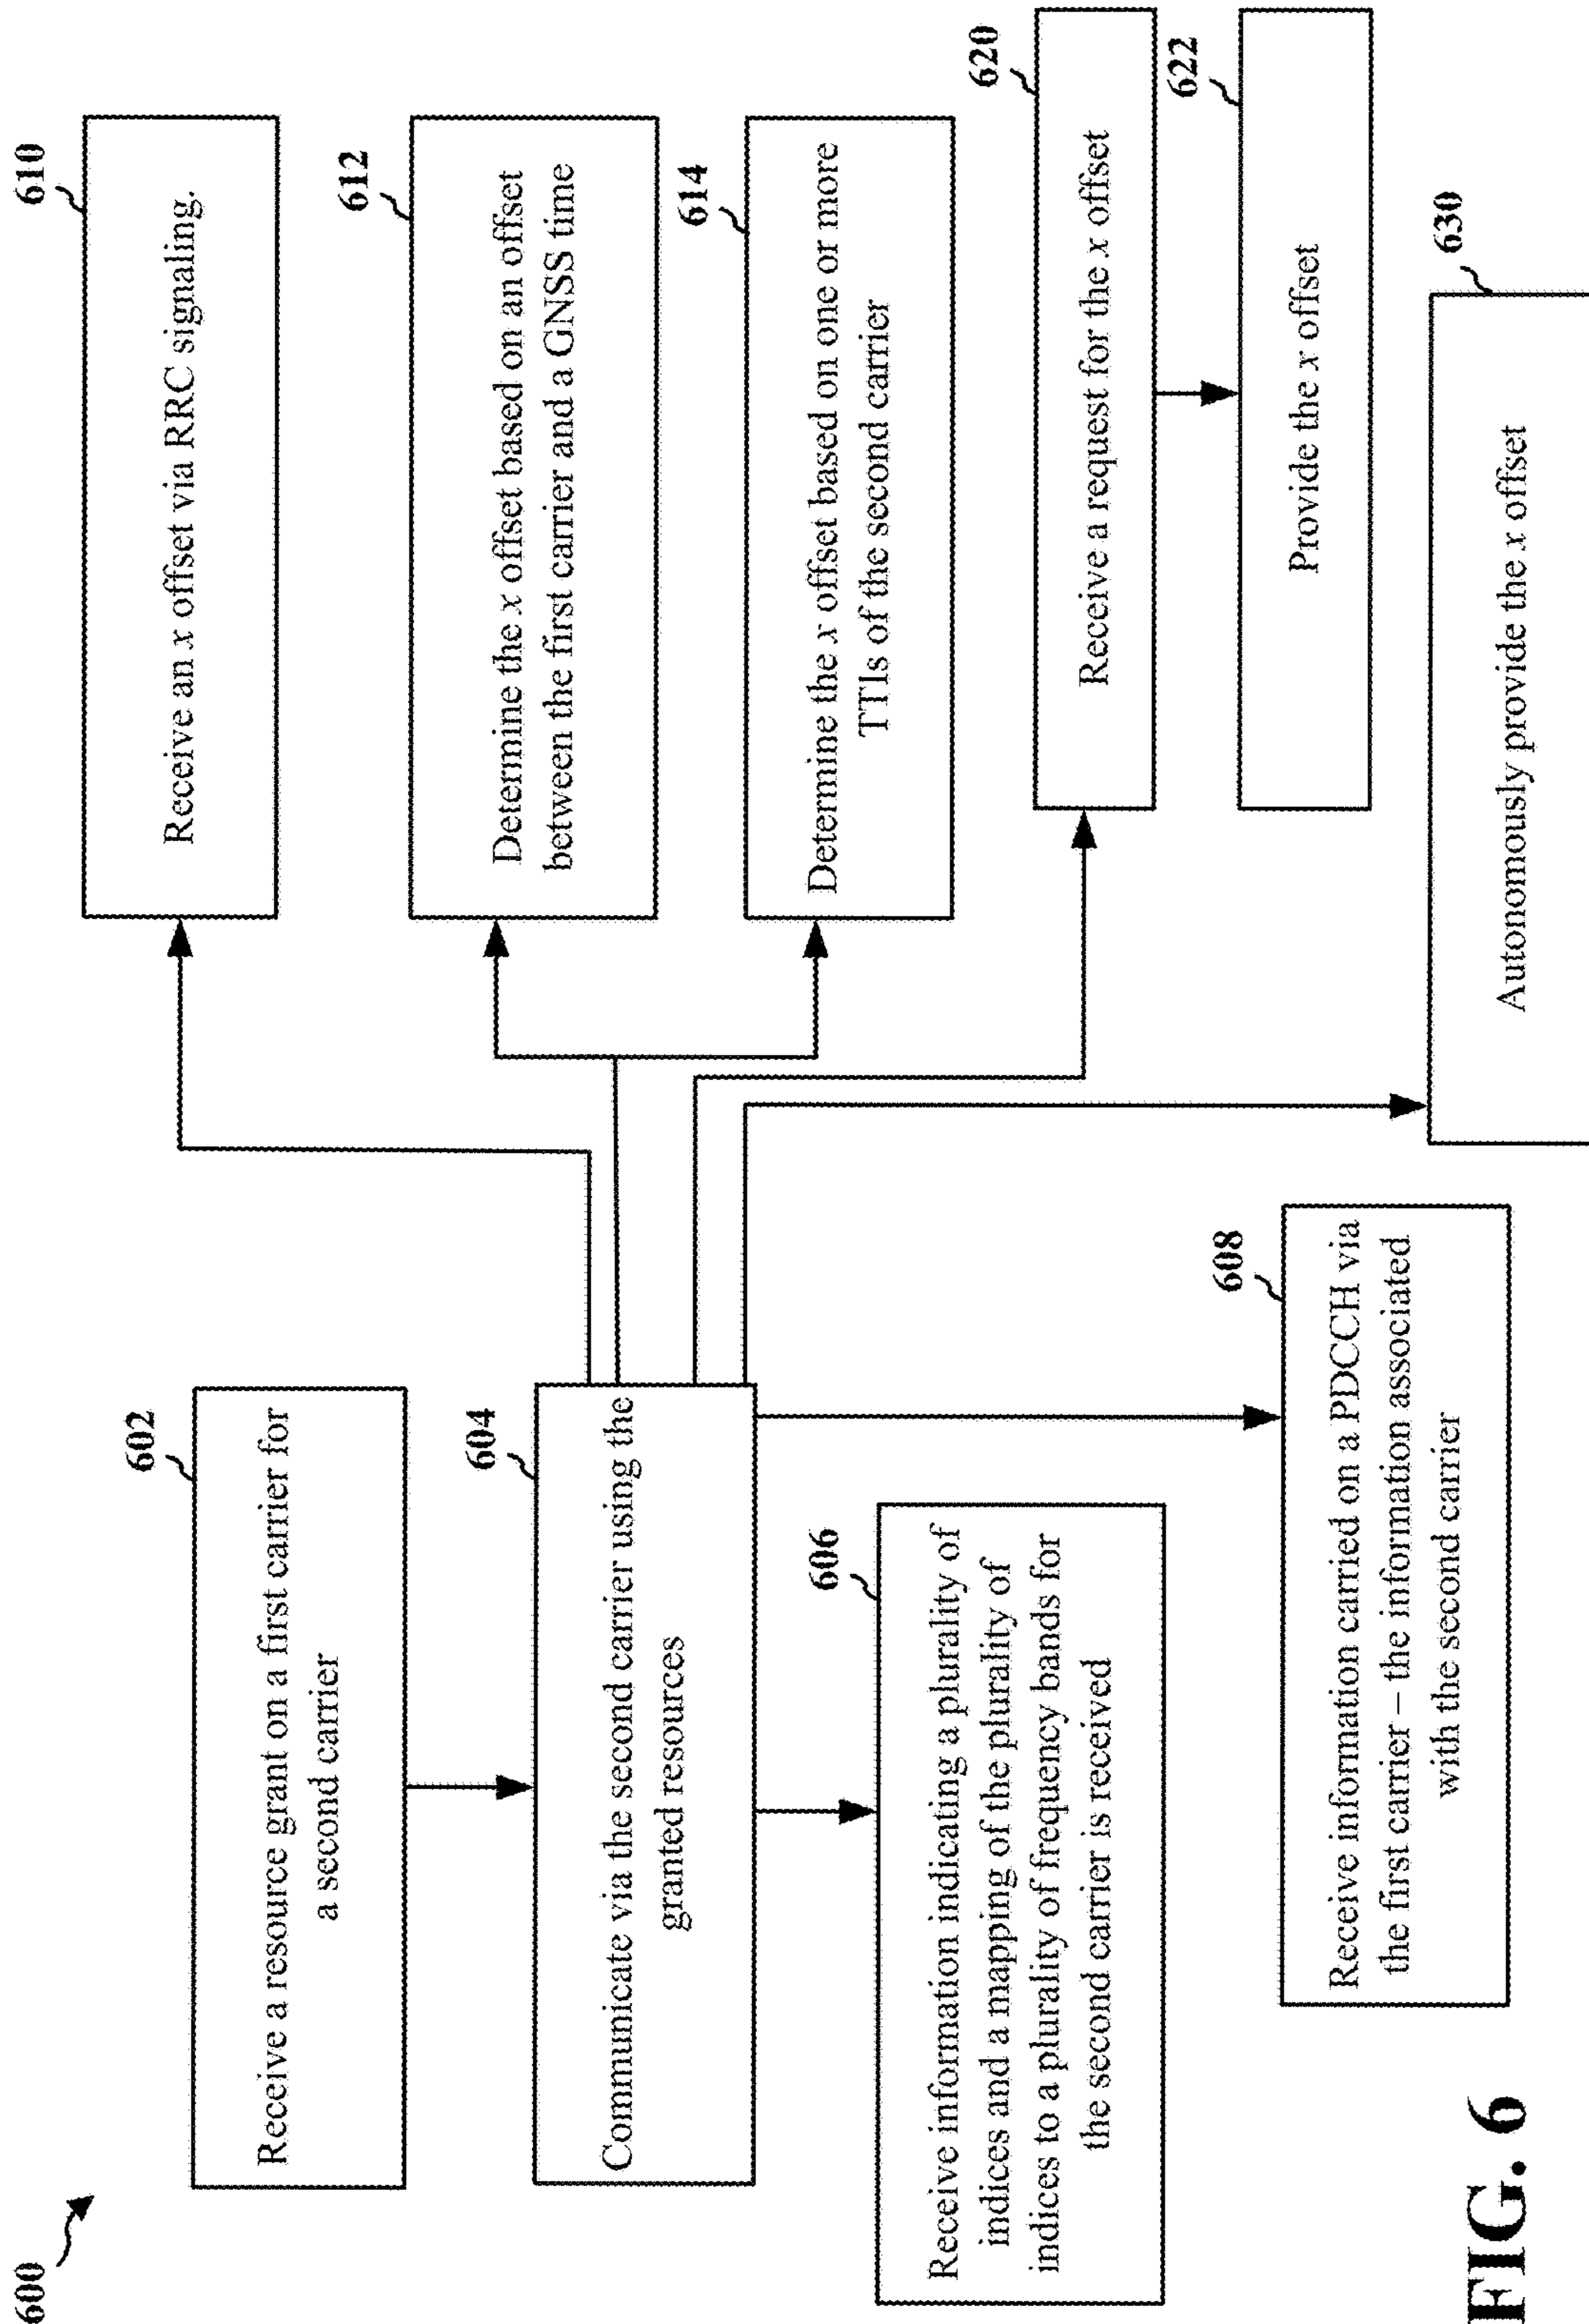 600
602
Receive a resource grant on a first carrier for
a second carrier
604
Communicate via the second carrier using the
granted resources
606
Receive information indicating a plurality of
indices and a mapping of the plurality of
indices to a plurality of frequency bands for
the second carrier is received
608
Receive information carried on a PDCCH via
the first carrier – the information associated
with the second carrier
610
Receive an x offset via RRC signaling.
612
Determine the x offset based on an offset
between the first carrier and a GNSS time
614
Determine the x offset based on one or more
TTIs of the second carrier
620
Receive a request for the x offset
622
Provide the x offset
630
Autonomously provide the x offset
FIG. 6